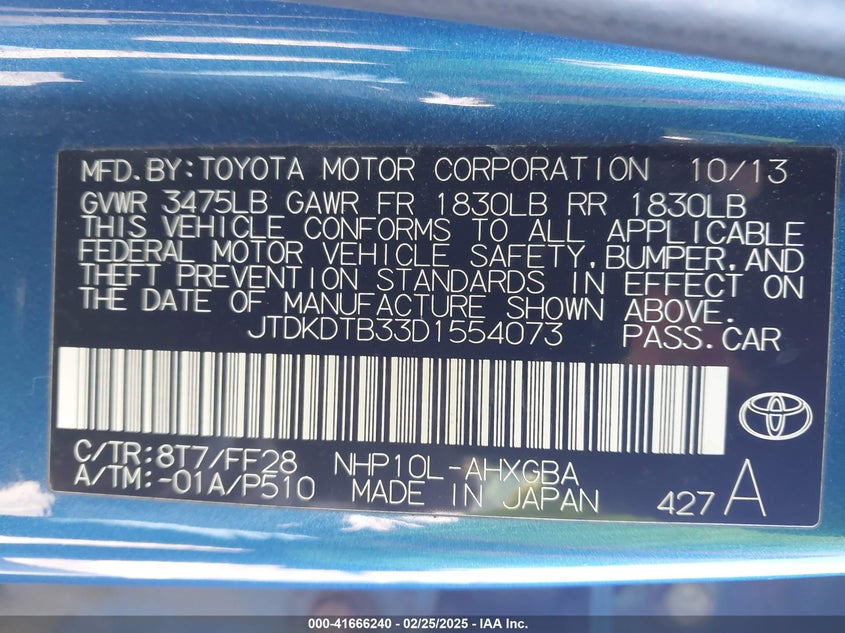 MFD.BY:TOYOTA MOTOR CORPORATION 10/13
GVWR 3475LB GAWR FR 1830LB RR 1830LB
THIS VEHICLE CONFORMS TO ALL APPLICABLE
FEDERAL MOTOR VEHICLE SAFETY,BUMPER,AND
THEFT PREVENTION STANDARDS IN EFFECT ON
THE DATE OF MANUFACTURE SHOWN ABOVE.
JTDKDTB33D1554073 PASS.CAR
C/TR:8T7/FF28 NHP10L-AHXGBA
A/TM:-01A/P510 MADE IN JAPAN 427 A
000-41666240 - 02/25/2025 - IAA Inc.